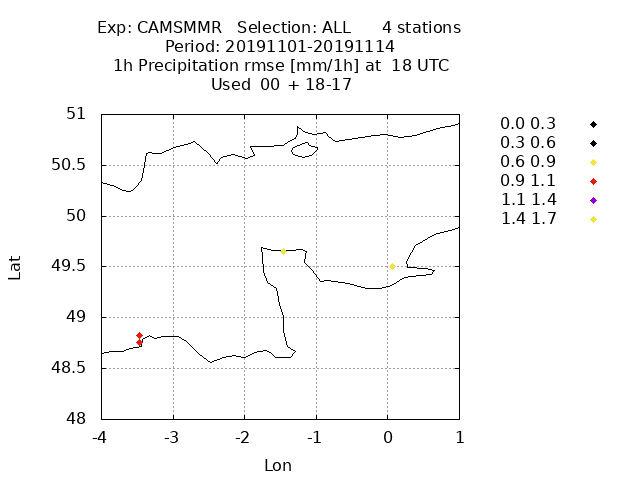 Exp: CAMSMMR Selection: ALL 4 stations
Period: 20191101-20191114
1h Precipitation rmse [mm/1h] at 18 UTC
Used 00 + 18-17
51
50.5
50
49.5
49
48.5
48
-4 -3 -2 -1 0 1
Lat
Lon
0.0 0.3
0.3 0.6
0.6 0.9
0.9 1.1
1.1 1.4
1.4 1.7